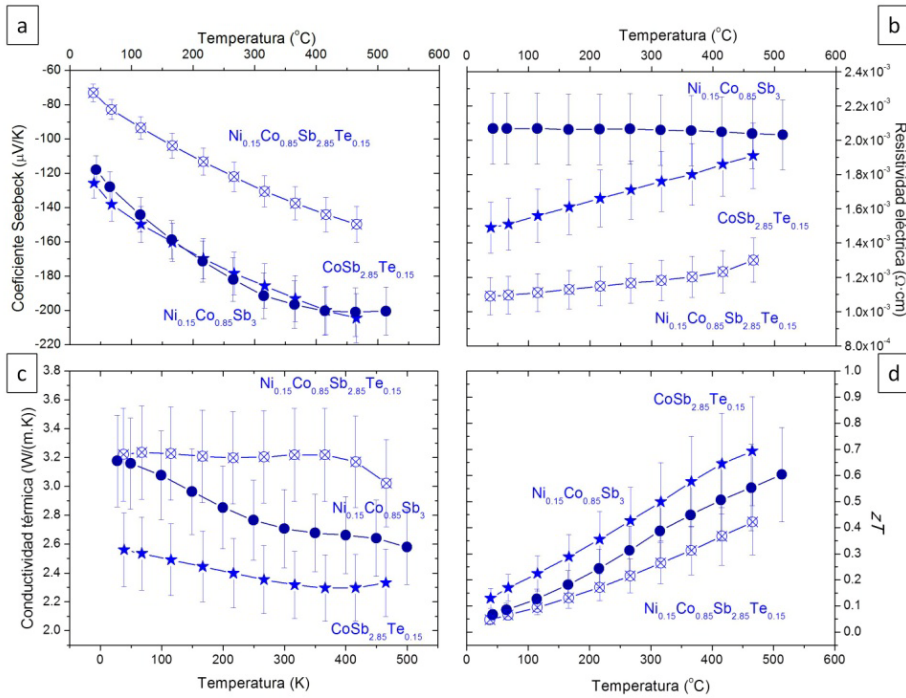 a
Temperatura (°C)
0 100 200 300 400 500 600
-60
-80
-100
-120
-140
-160
-180
-200
-220
Coeficiente Seebeck (µV/K)
Ni0.15Co0.85Sb2.85Te0.15
CoSb2.85Te0.15
Ni0.15Co0.85Sb3
b
Temperatura (°C)
0 100 200 300 400 500 600
2.4x10⁻³
2.2x10⁻³
2.0x10⁻³
1.8x10⁻³
1.6x10⁻³
1.4x10⁻³
1.2x10⁻³
1.0x10⁻³
8.0x10⁻⁴
Resistividad eléctrica (Ω·cm)
Ni0.15Co0.85Sb3
CoSb2.85Te0.15
Ni0.15Co0.85Sb2.85Te0.15
c
3.8
3.6
3.4
3.2
3.0
2.8
2.6
2.4
2.2
2.0
Conductividad térmica (W/(m.K))
Ni0.15Co0.85Sb2.85Te0.15
Ni0.15Co0.85Sb3
CoSb2.85Te0.15
0 100 200 300 400 500
Temperatura (K)
d
1.0
0.9
0.8
0.7
0.6
0.5
0.4
0.3
0.2
0.1
0.0
zT
CoSb2.85Te0.15
Ni0.15Co0.85Sb3
Ni0.15Co0.85Sb2.85Te0.15
0 100 200 300 400 500 600
Temperatura (°C)